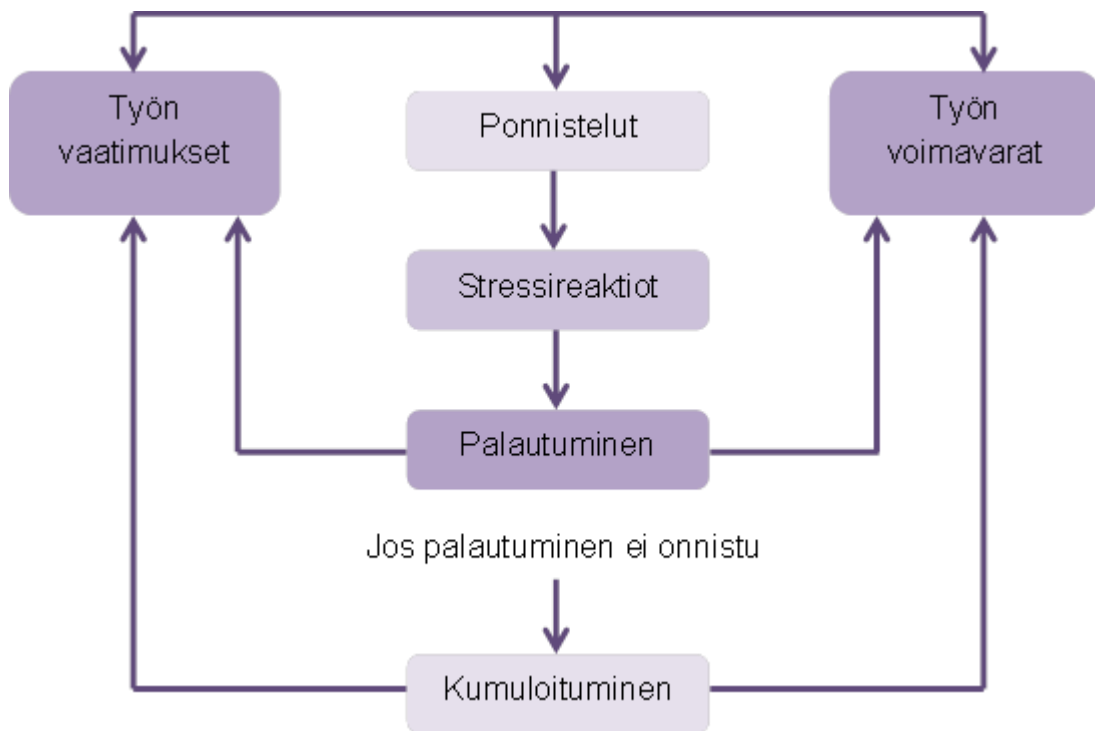 Työn
vaatimukset
Ponnistelut
Työn
voimavarat
Stressireaktiot
Palautuminen
Jos palautuminen ei onnistu
Kumuloituminen